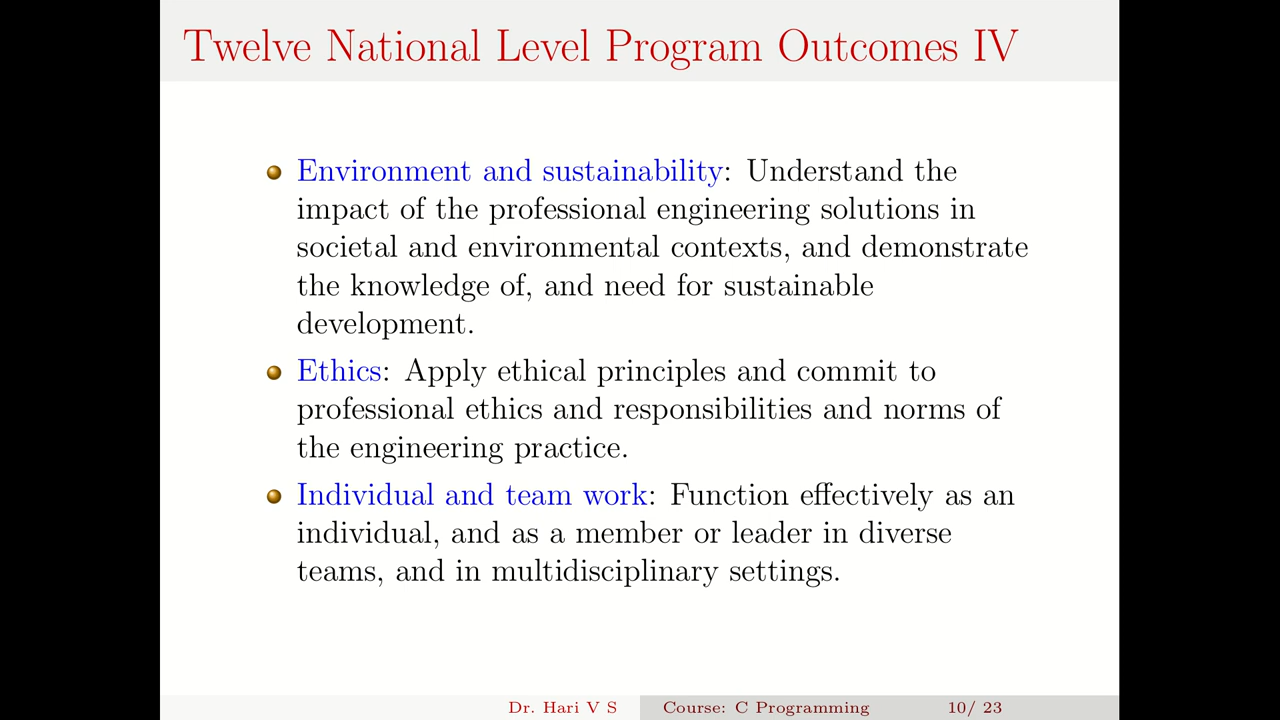 Twelve National Level Program Outcomes IV
Environment and sustainability: Understand the
impact of the professional engineering solutions in
societal and environmental contexts, and demonstrate
the knowledge of, and need for sustainable
development.
Ethics: Apply ethical principles and commit to
professional ethics and responsibilities and norms of
the engineering practice.
Individual and team work: Function effectively as an
individual, and as a member or leader in diverse
teams, and in multidisciplinary settings.
Dr. Hari V S Course: C Programming 10/ 23